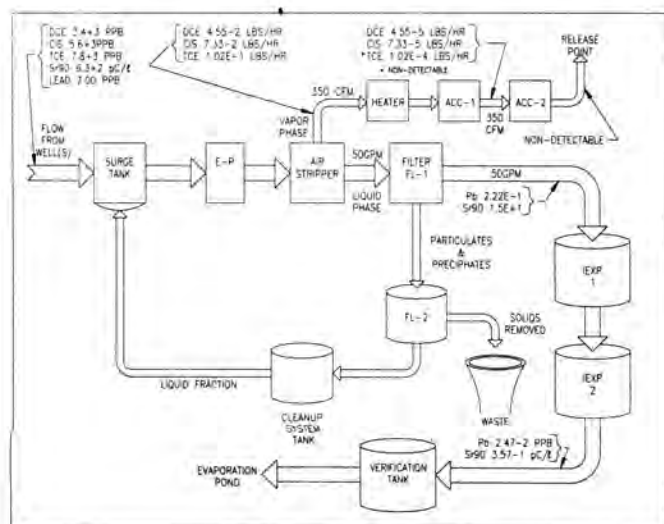 DCE 3.4+3 PPB
CIS 5.6+3PPB
TCE 7.8+3 PPB
Sr90 6.3+2 pC/ℓ
LEAD 7.00 PPB
DCE 4.55-2 LBS/HR
CIS 7.33-2 LBS/HR
TCE 1.02E-1 LBS/HR
DCE 4.55-5 LBS/HR
CIS 7.33-5 LBS/HR
*TCE 1.02E-4 LBS/HR
* NON-DETECTABLE
RELEASE
POINT
350 CFM
VAPOR
PHASE
HEATER
ACC-1
350
CFM
ACC-2
NON-DETECTABLE
FLOW
FROM
WELL(S)
SURGE
TANK
E-P
AIR
STRIPPER
50GPM
LIQUID
PHASE
FILTER
FL-1
50GPM
Pb 2.22E-1
Sr90 1.5E+1
PARTICULATES
&
PRECIPHATES
IEXP
1
FL-2
SOLIDS
REMOVED
LIQUID FRACTION
CLEANUP
SYSTEM
TANK
WASTE
IEXP
2
Pb 2.47-2 PPB
Sr90 3.57-1 pC/ℓ
EVAPORATION
POND
VERIFICATION
TANK